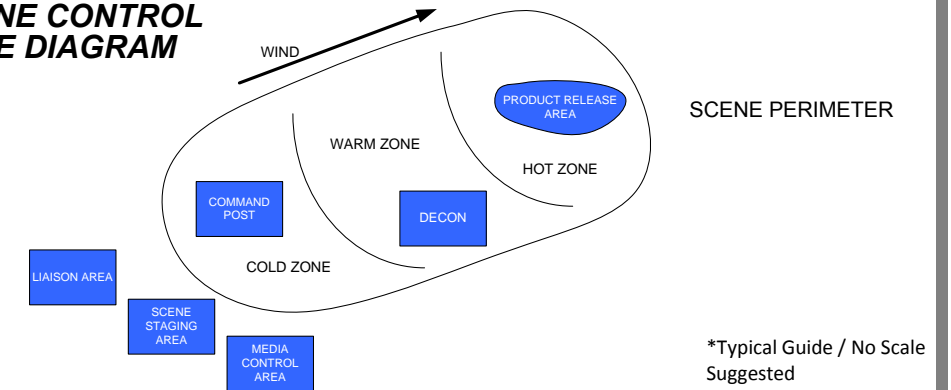 NE CONTROL
E DIAGRAM
WIND
PRODUCT RELEASE
AREA
SCENE PERIMETER
WARM ZONE
HOT ZONE
COMMAND
POST
DECON
COLD ZONE
LIAISON AREA
SCENE
STAGING
AREA
MEDIA
CONTROL
AREA
*Typical Guide / No Scale
Suggested